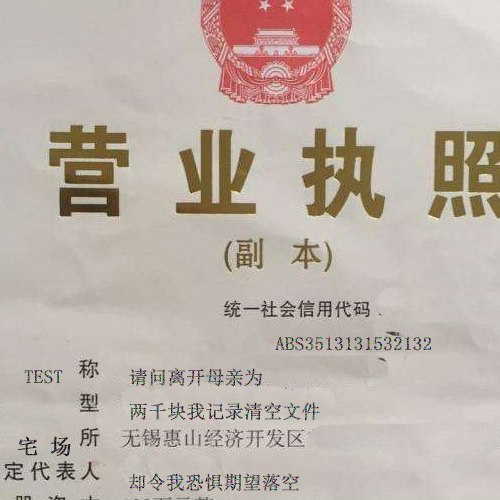 营业执照
(副 本)
统一社会信用代码
ABS3513131532132
TEST 称 请问离开母亲为
型 两千块我记录清空文件
宅 场 所 无锡惠山经济开发区
定代表人 却令我恐惧期望落空